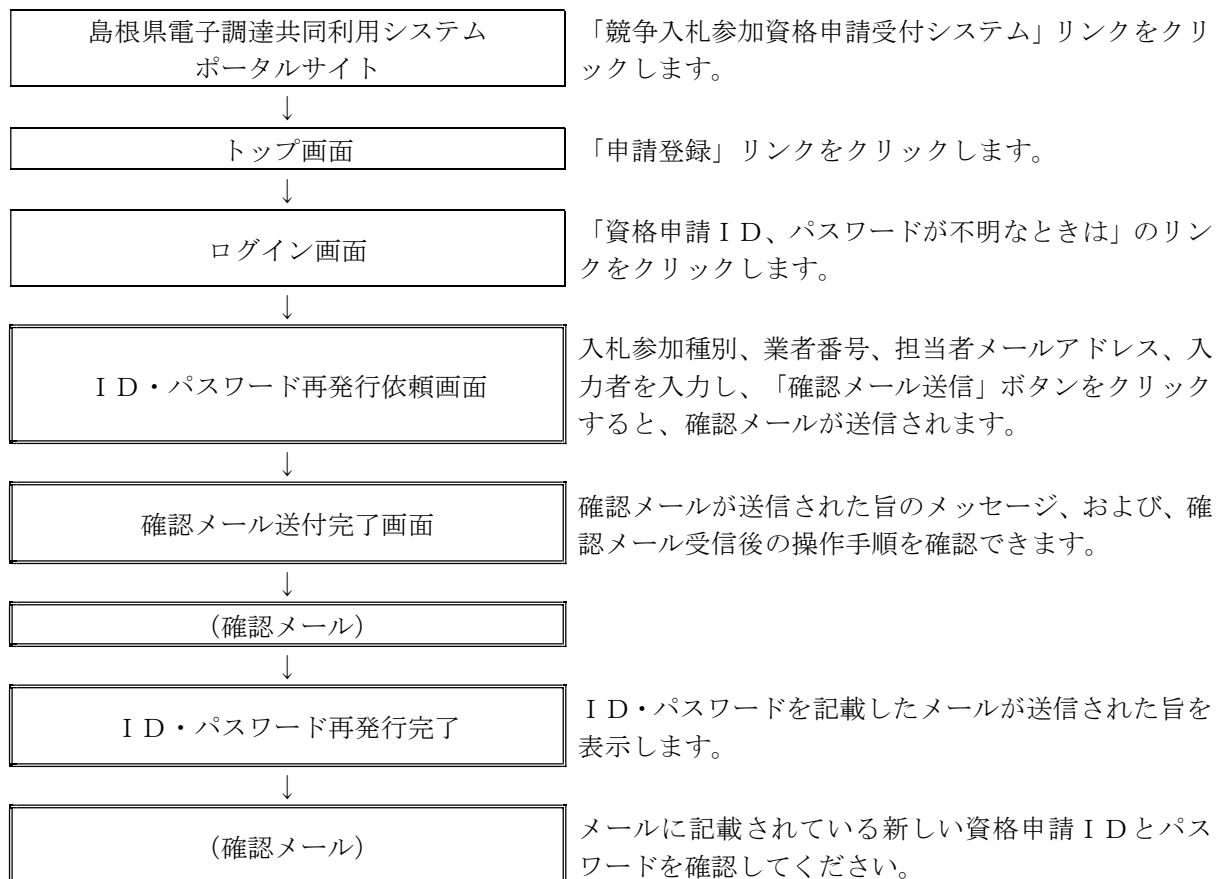 島根県電子調達共同利用システム
ポータルサイト
「競争入札参加資格申請受付システム」リンクをクリ
ックします。
↓
トップ画面
「申請登録」リンクをクリックします。
↓
ログイン画面
「資格申請ＩＤ、パスワードが不明なときは」のリン
クをクリックします。
↓
ＩＤ・パスワード再発行依頼画面
入札参加種別、業者番号、担当者メールアドレス、入
力者を入力し、「確認メール送信」ボタンをクリック
すると、確認メールが送信されます。
↓
確認メール送付完了画面
確認メールが送信された旨のメッセージ、および、確
認メール受信後の操作手順を確認できます。
↓
（確認メール）
↓
ＩＤ・パスワード再発行完了
ＩＤ・パスワードを記載したメールが送信された旨を
表示します。
↓
（確認メール）
メールに記載されている新しい資格申請ＩＤとパス
ワードを確認してください。